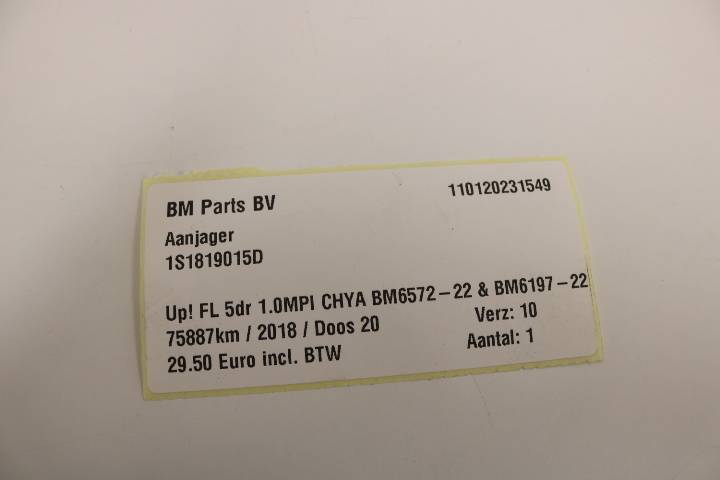 BM Parts BV 110120231549
Aanjager
1S1819015D
Up! FL 5dr 1.0MPI CHYA BM6572-22 & BM6197-22
75887km / 2018 / Doos 20 Verz: 10
29.50 Euro incl. BTW Aantal: 1